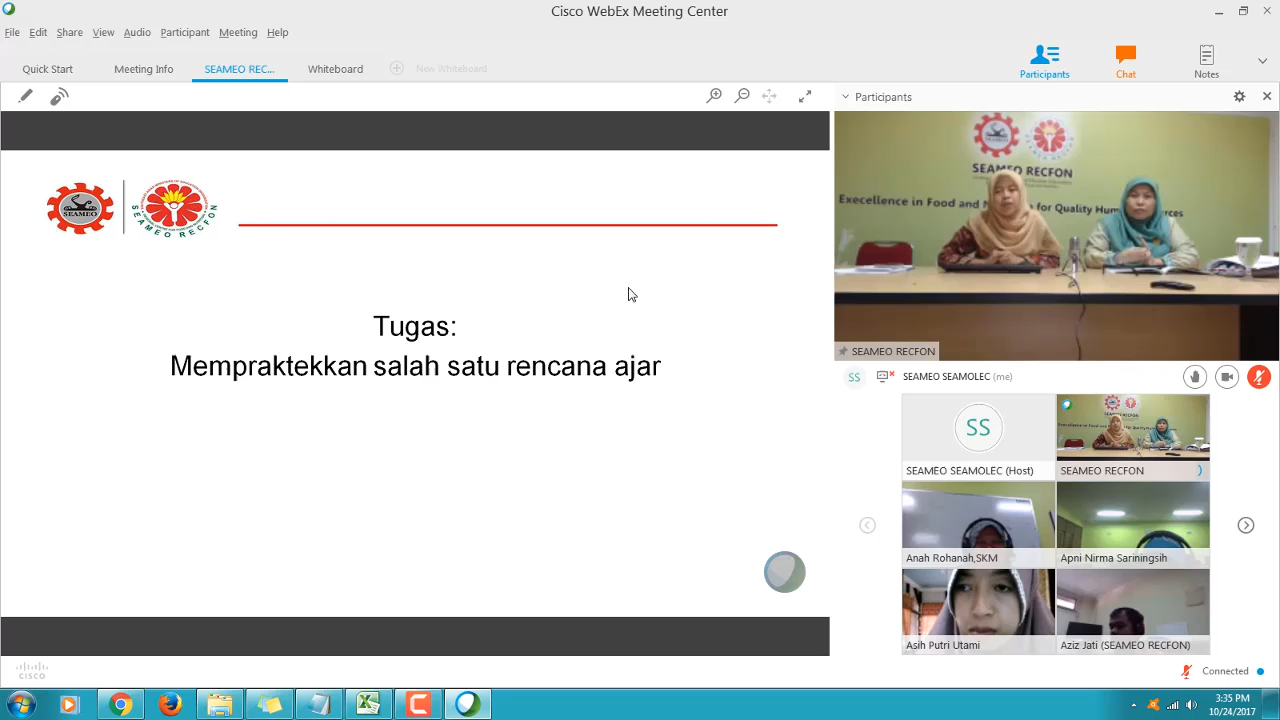 Cisco WebEx Meeting Center
File Edit Share View Audio Participant Meeting Help
Quick Start Meeting Info SEAMEO REC... Whiteboard New Whiteboard
Participants Chat Notes
Participants
SEAMEO
SEAMEO RECFON
Tugas:
Mempraktekkan salah satu rencana ajar
SEAMEO RECFON
Execellence in Food and N for Quality Hum urces
SEAMEO RECFON
SS SEAMEO SEAMOLEC (me)
SS
SEAMEO SEAMOLEC (Host)
SEAMEO RECFON
Anah Rohanah,SKM
Apni Nirma Sariningsih
Asih Putri Utami
Aziz Jati (SEAMEO RECFON)
cisco
Connected
3:35 PM
10/24/2017